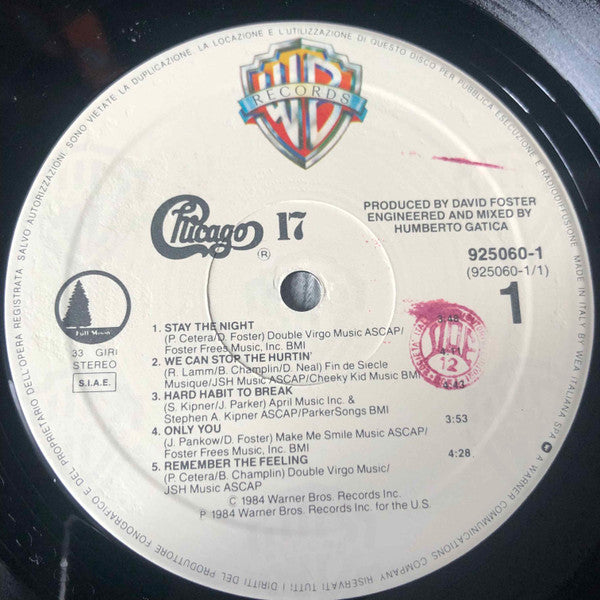 SONO VIETATE LA DUPLICAZIONE. LA LOCAZIONE E L'UTILIZZAZIONE DI QUESTO DISCO PER PUBBLICA ESECUZIONE E RADIODIFFUSIONE
MADE IN ITALY BY WEA ITALIANA SPA
A WARNER COMMUNICATIONS COMPANY
RISERVATI TUTTI I DIRITTI DEL PRODUTTORE FONOGRAFICO E DEL PROPRIETARIO DELL'OPERA REGISTRATA
SALVO AUTORIZZAZIONI.
WB
RECORDS
Chicago 17
®
PRODUCED BY DAVID FOSTER
ENGINEERED AND MIXED BY
HUMBERTO GATICA
925060-1
(925060-1/1)
1
Full Moon
33 GIRI
STEREO
S.I.A.E.
1. STAY THE NIGHT 3:48
(P. Cetera/D. Foster) Double Virgo Music ASCAP/
Foster Frees Music, Inc. BMI
2. WE CAN STOP THE HURTIN' 4:11
(R. Lamm/B. Champlin/D. Neal) Fin de Siecle
Musique/JSH Music ASCAP/Cheeky Kid Music BMI
12
3. HARD HABIT TO BREAK
(S. Kipner/J. Parker) April Music Inc. &
Stephen A. Kipner ASCAP/ParkerSongs BMI
4. ONLY YOU 3:53
(J. Pankow/D. Foster) Make Me Smile Music ASCAP/
Foster Frees Music, Inc. BMI
5. REMEMBER THE FEELING 4:28
(P. Cetera/B. Champlin) Double Virgo Music/
JSH Music ASCAP
© 1984 Warner Bros. Records Inc.
℗ 1984 Warner Bros. Records Inc. for the U.S.